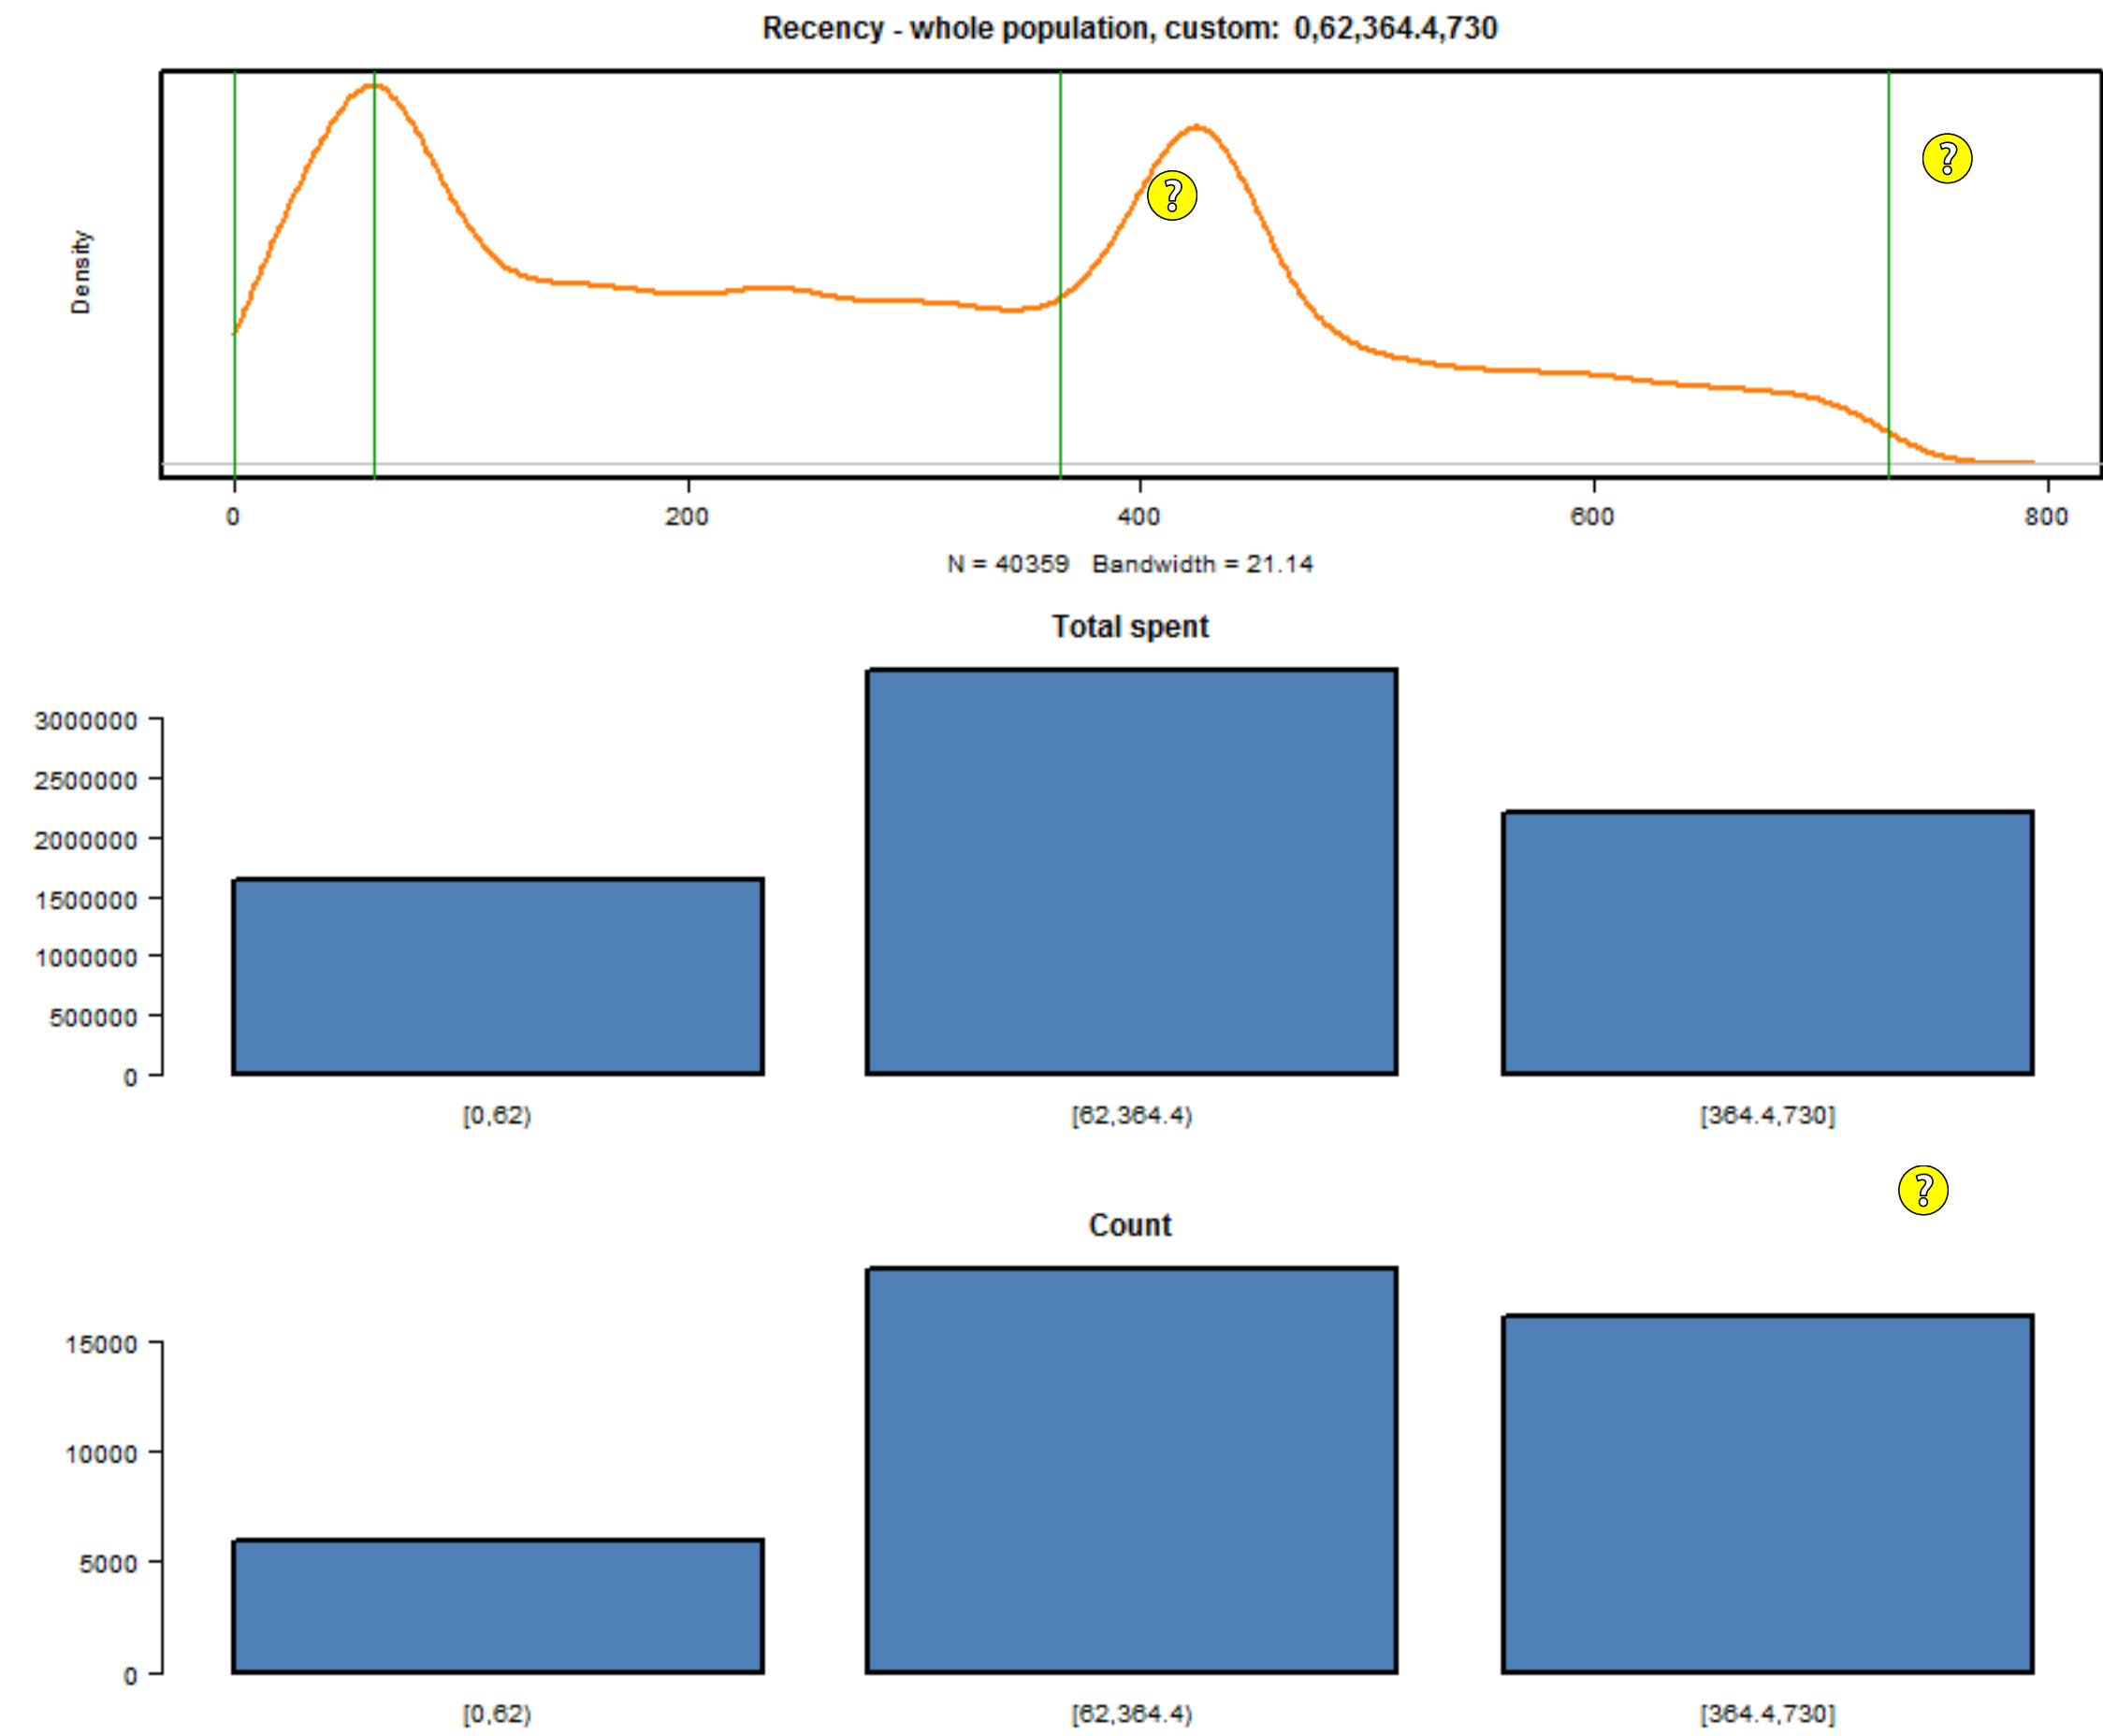 Recency - whole population, custom:  0,62,364.4,730
?
?
Density
0 200 400 600 800
N = 40359   Bandwidth = 21.14
Total spent
3000000
2500000
2000000
1500000
1000000
500000
0
[0,62) [62,364.4) [364.4,730]
?
Count
15000
10000
5000
0
[0,62) [62,364.4) [364.4,730]